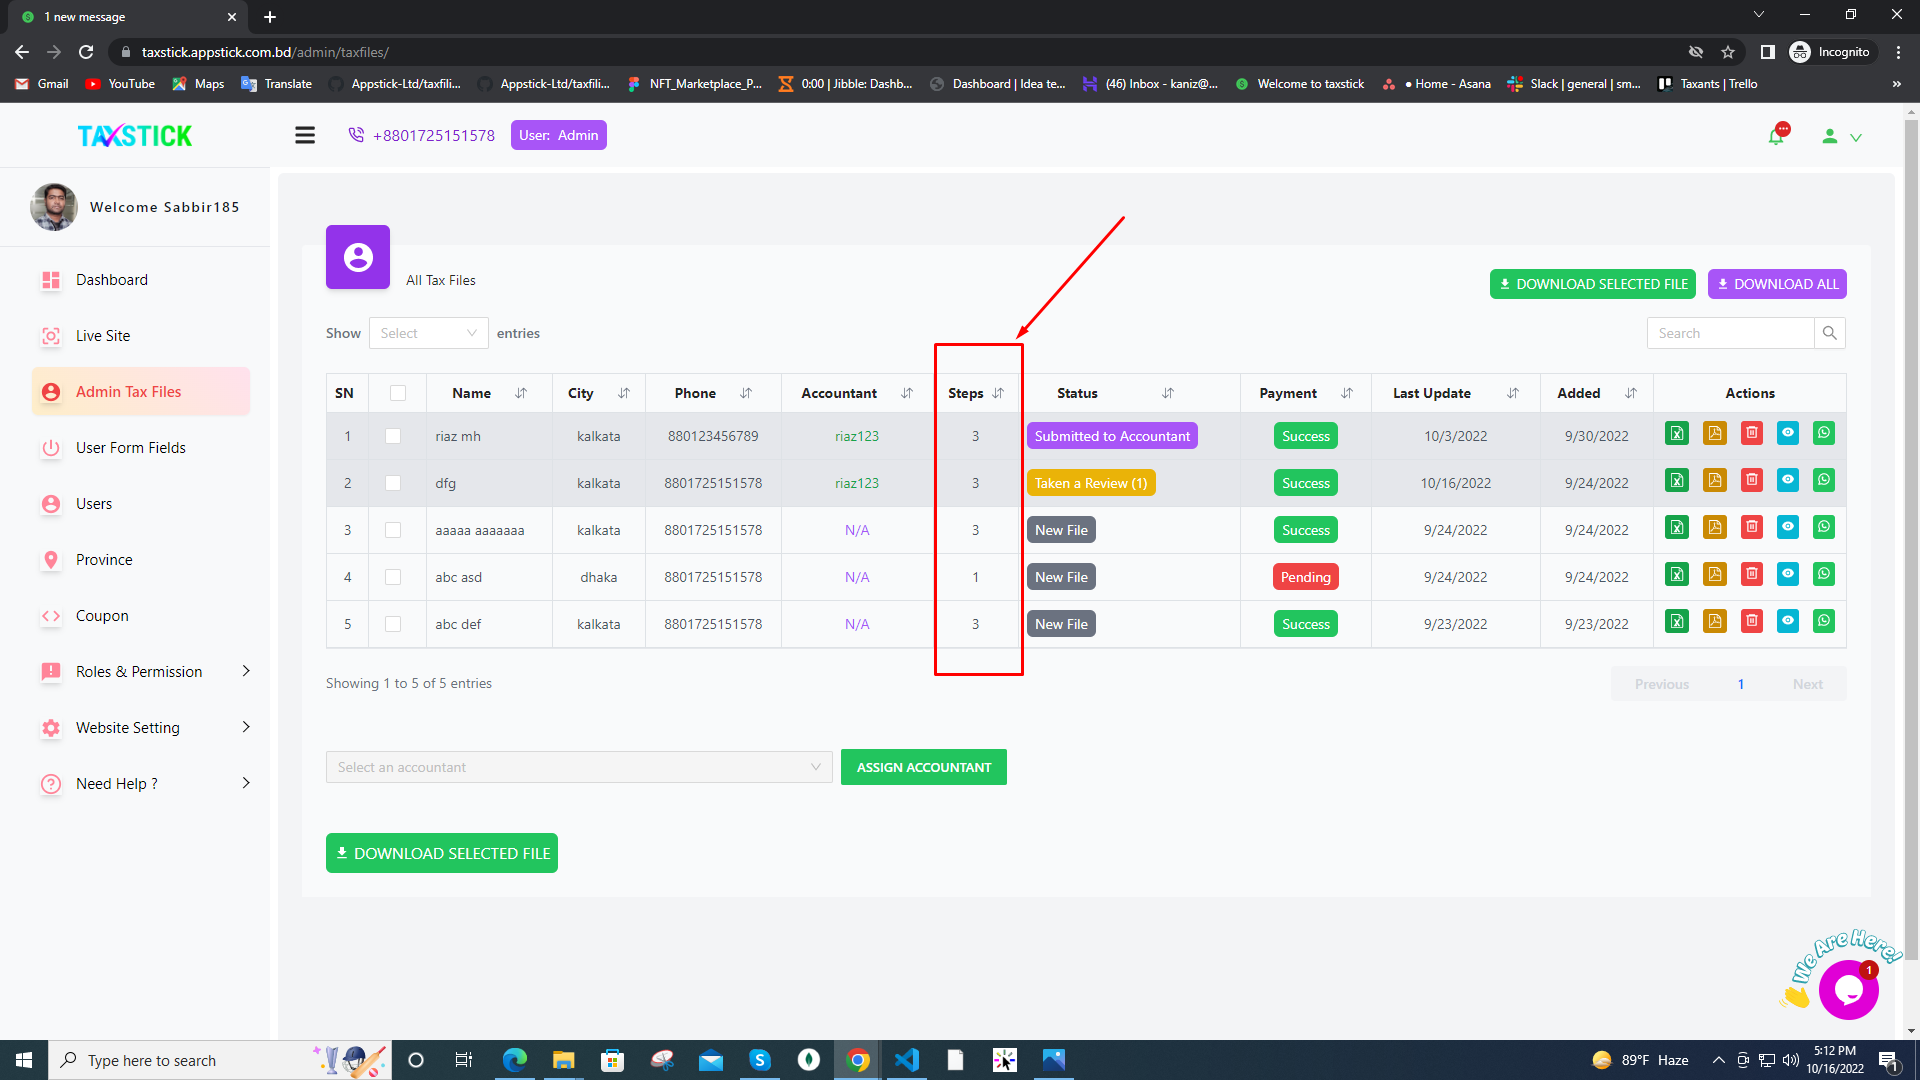 1 new message
taxstick.appstick.com.bd/admin/taxfiles/
Incognito
Gmail YouTube Maps Translate Appstick-Ltd/taxfili... Appstick-Ltd/taxfili... NFT_Marketplace_P... 0:00 | Jibble: Dashb... Dashboard | Idea te... (46) Inbox - kaniz@... Welcome to taxstick ● Home - Asana Slack | general | sm... Taxants | Trello »
TAXSTICK
+8801725151578
User: Admin
Welcome Sabbir185
Dashboard
Live Site
Admin Tax Files
User Form Fields
Users
Province
Coupon
Roles & Permission
Website Setting
Need Help ?
All Tax Files
DOWNLOAD SELECTED FILE
DOWNLOAD ALL
Show Select entries
Search
SN Name City Phone Accountant Steps Status Payment Last Update Added Actions
1 riaz mh kalkata 880123456789 riaz123 3 Submitted to Accountant Success 10/3/2022 9/30/2022
2 dfg kalkata 8801725151578 riaz123 3 Taken a Review (1) Success 10/16/2022 9/24/2022
3 aaaaa aaaaaaa kalkata 8801725151578 N/A 3 New File Success 9/24/2022 9/24/2022
4 abc asd dhaka 8801725151578 N/A 1 New File Pending 9/24/2022 9/24/2022
5 abc def kalkata 8801725151578 N/A 3 New File Success 9/23/2022 9/23/2022
Showing 1 to 5 of 5 entries
Previous 1 Next
Select an accountant
ASSIGN ACCOUNTANT
DOWNLOAD SELECTED FILE
We Are Here!
1
Type here to search
89°F Haze
5:12 PM
10/16/2022
1